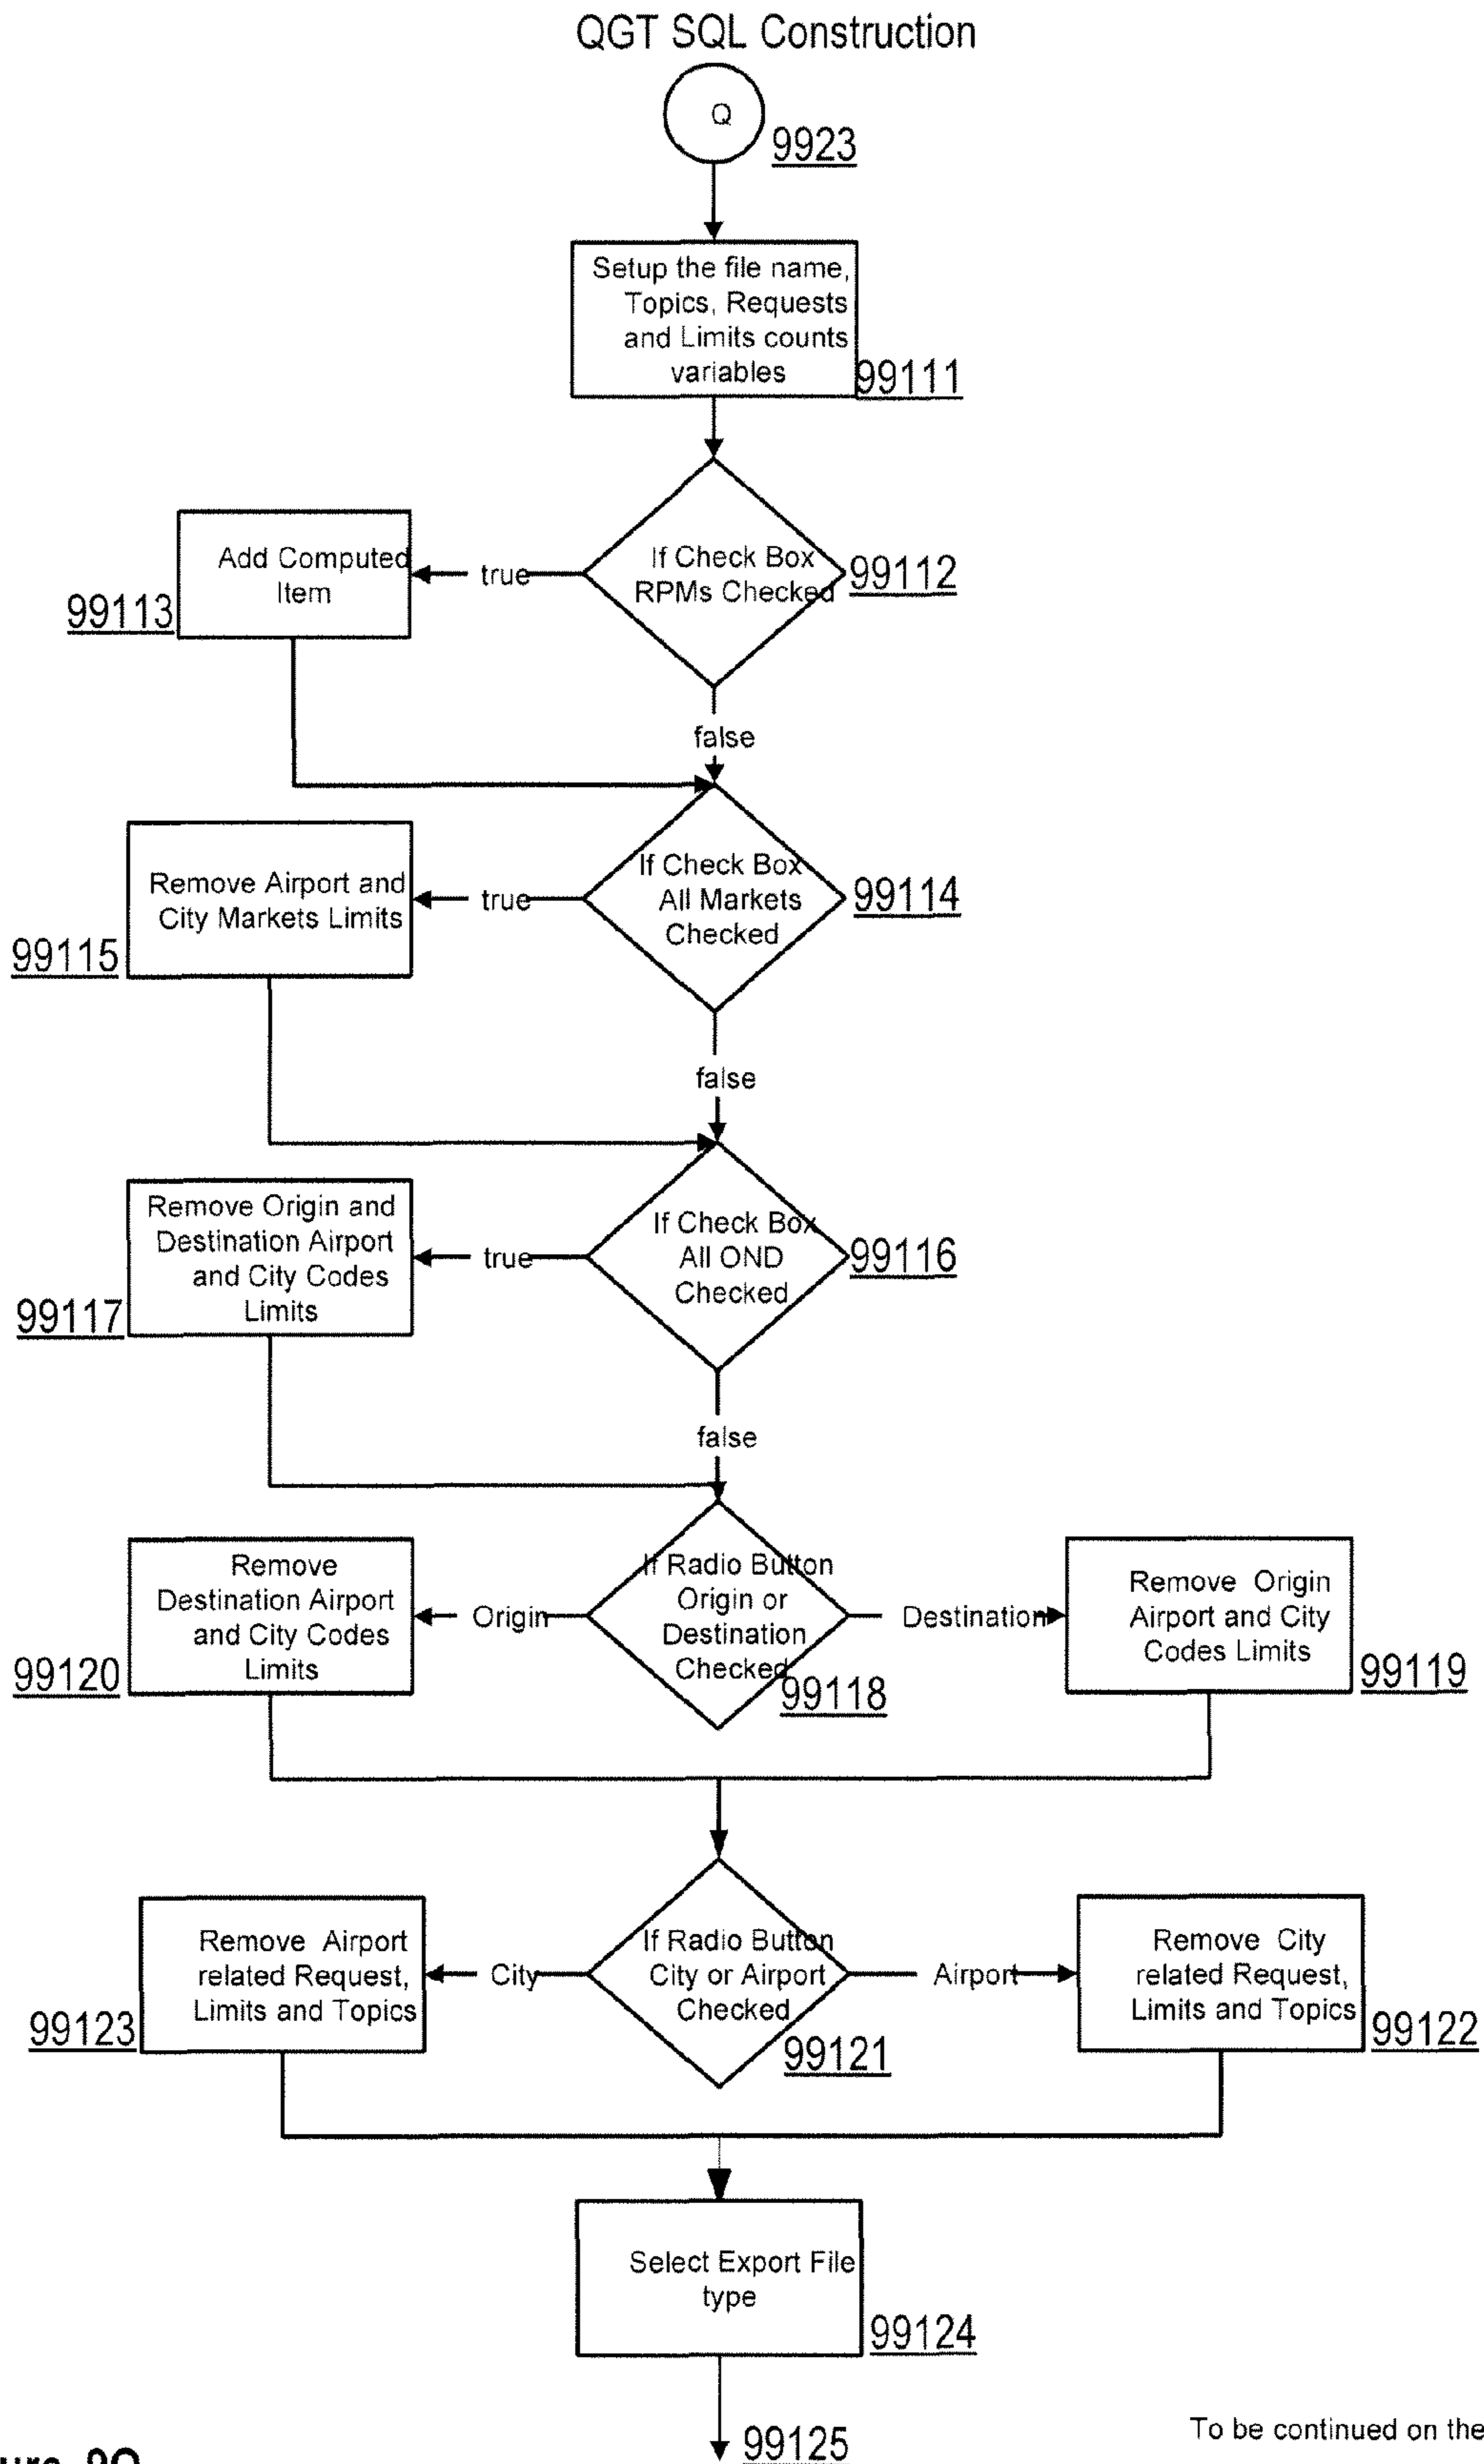 QGT SQL Construction
Q
9923
Setup the file name,
Topics, Requests
and Limits counts
variables
99111
If Check Box
RPMs Checked
99112
true
Add Computed
Item
99113
false
If Check Box
All Markets
Checked
99114
true
Remove Airport and
City Markets Limits
99115
false
If Check Box
All OND
Checked
99116
true
Remove Origin and
Destination Airport
and City Codes
Limits
99117
false
If Radio Button
Origin or
Destination
Checked
99118
Origin
Remove
Destination Airport
and City Codes
Limits
99120
Destination
Remove Origin
Airport and City
Codes Limits
99119
If Radio Button
City or Airport
Checked
99121
City
Remove Airport
related Request,
Limits and Topics
99123
Airport
Remove City
related Request,
Limits and Topics
99122
Select Export File
type
99124
99125
To be continued on the